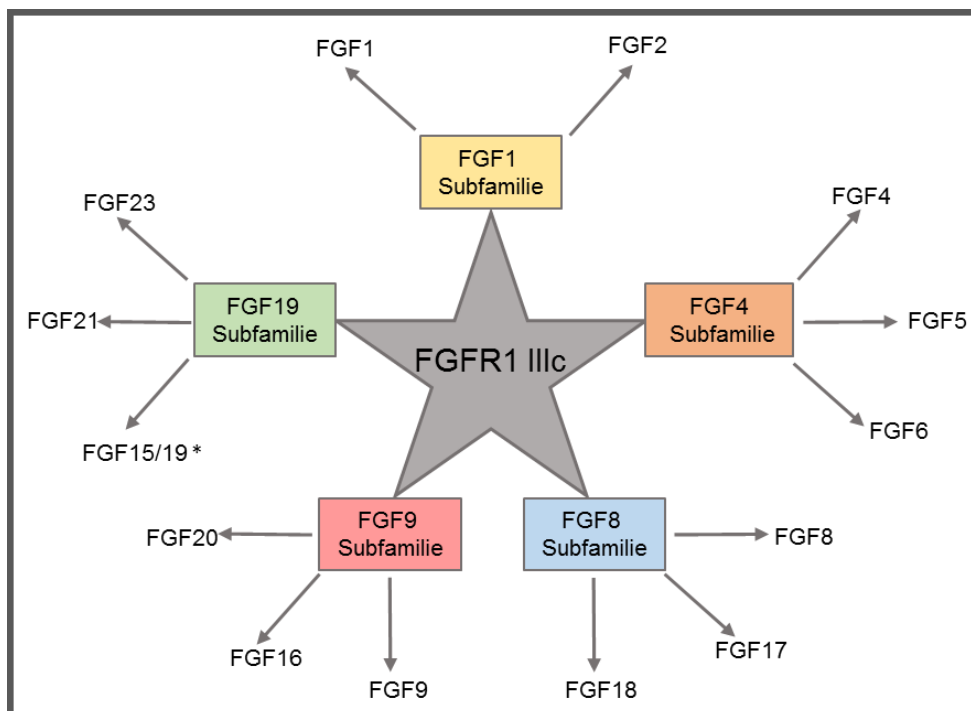 FGF1
FGF2
FGF1
Subfamilie
FGF23
FGF4
FGF19
Subfamilie
FGF4
Subfamilie
FGF21
FGF5
FGFR1 IIIc
FGF15/19 *
FGF6
FGF9
Subfamilie
FGF8
Subfamilie
FGF20
FGF8
FGF16
FGF17
FGF9
FGF18